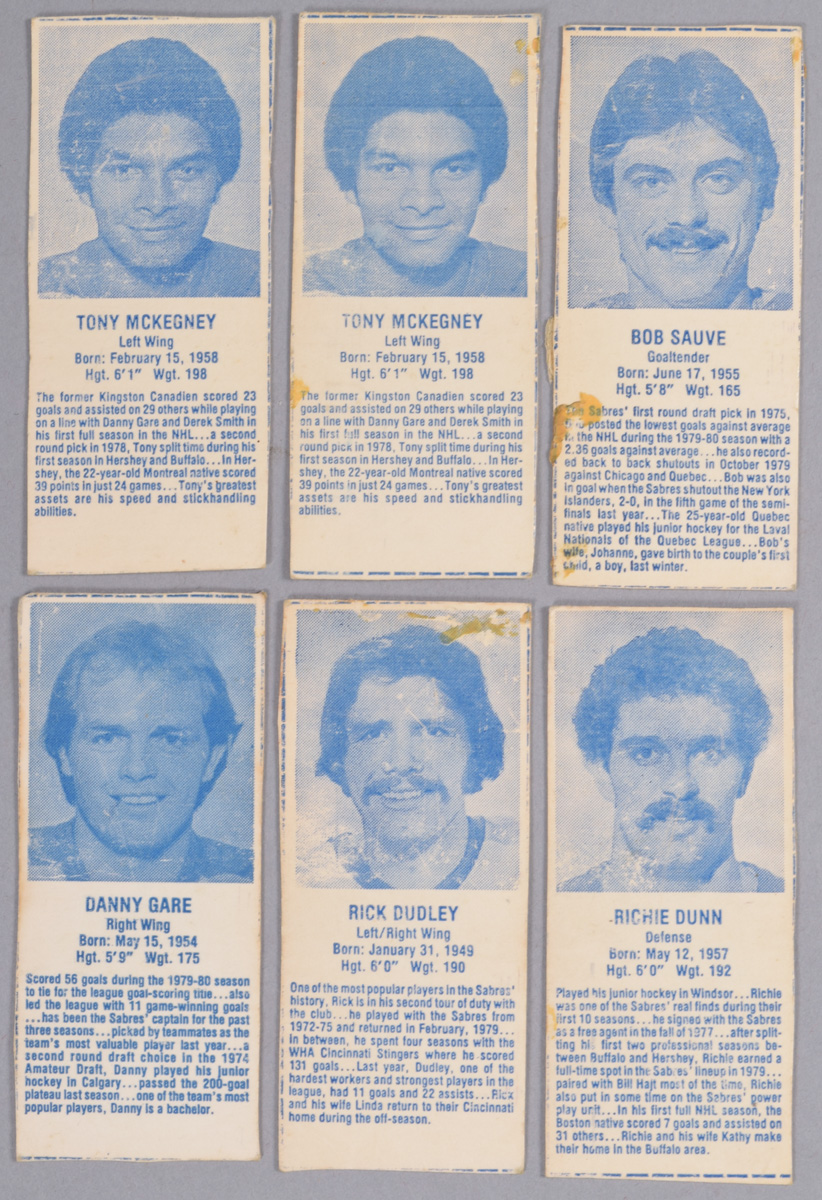 TONY MCKEGNEY
Left Wing
Born: February 15, 1958
Hgt. 6'1" Wgt. 198
The former Kingston Canadien scored 23
goals and assisted on 29 others while playing
on a line with Danny Gare and Derek Smith in
his first full season in the NHL...a second
round pick in 1978, Tony split time during his
first season in Hershey and Buffalo...In Her-
shey, the 22-year-old Montreal native scored
39 points in just 24 games...Tony's greatest
assets are his speed and stickhandling
abilities.
TONY MCKEGNEY
Left Wing
Born: February 15, 1958
Hgt. 6'1" Wgt. 198
The former Kingston Canadien scored 23
goals and assisted on 29 others while playing
on a line with Danny Gare and Derek Smith in
his first full season in the NHL...a second
round pick in 1978, Tony split time during his
first season in Hershey and Buffalo...In Her-
shey, the 22-year-old Montreal native scored
39 points in just 24 games...Tony's greatest
assets are his speed and stickhandling
abilities.
BOB SAUVE
Goaltender
Born: June 17, 1955
Hgt. 5'8" Wgt. 165
The Sabres' first round draft pick in 1975,
posted the lowest goals against average
in the NHL during the 1979-80 season with a
2.36 goals against average...he also record-
ed back to back shutouts in October 1979
against Chicago and Quebec...Bob was also
in goal when the Sabres shutout the New York
Islanders, 2-0, in the fifth game of the semi-
finals last year...The 25-year-old Quebec
native played his junior hockey for the Laval
Nationals of the Quebec League...Bob's
wife, Johanne, gave birth to the couple's first
child, a boy, last winter.
DANNY GARE
Right Wing
Born: May 15, 1954
Hgt. 5'9" Wgt. 175
Scored 56 goals during the 1979-80 season
to tie for the league goal-scoring title...also
led the league with 11 game-winning goals
...has been the Sabres' captain for the past
three seasons...picked by teammates as the
team's most valuable player last year...a
second round draft choice in the 1974
Amateur Draft, Danny played his junior
hockey in Calgary...passed the 200-goal
plateau last season...one of the team's most
popular players, Danny is a bachelor.
RICK DUDLEY
Left/Right Wing
Born: January 31, 1949
Hgt. 6'0" Wgt. 190
One of the most popular players in the Sabres'
history, Rick is in his second tour of duty with
the club...he played with the Sabres from
1972-75 and returned in February, 1979...
In between, he spent four seasons with the
WHA Cincinnati Stingers where he scored
131 goals...Last year, Dudley, one of the
hardest workers and strongest players in the
league, had 11 goals and 22 assists...Rick
and his wife Linda return to their Cincinnati
home during the off-season.
RICHIE DUNN
Defense
Born: May 12, 1957
Hgt. 6'0" Wgt. 192
Played his junior hockey in Windsor...Richie
was one of the Sabres' real finds during their
first 10 seasons...he signed with the Sabres
as a free agent in the fall of 1977...after split-
ting his first two professional seasons be-
tween Buffalo and Hershey, Richie earned a
full-time spot in the Sabres' lineup in 1979...
paired with Bill Hajt most of the time, Richie
also put in some time on the Sabres' power
play unit...In his first full NHL season, the
Boston native scored 7 goals and assisted on
31 others...Richie and his wife Kathy make
their home in the Buffalo area.